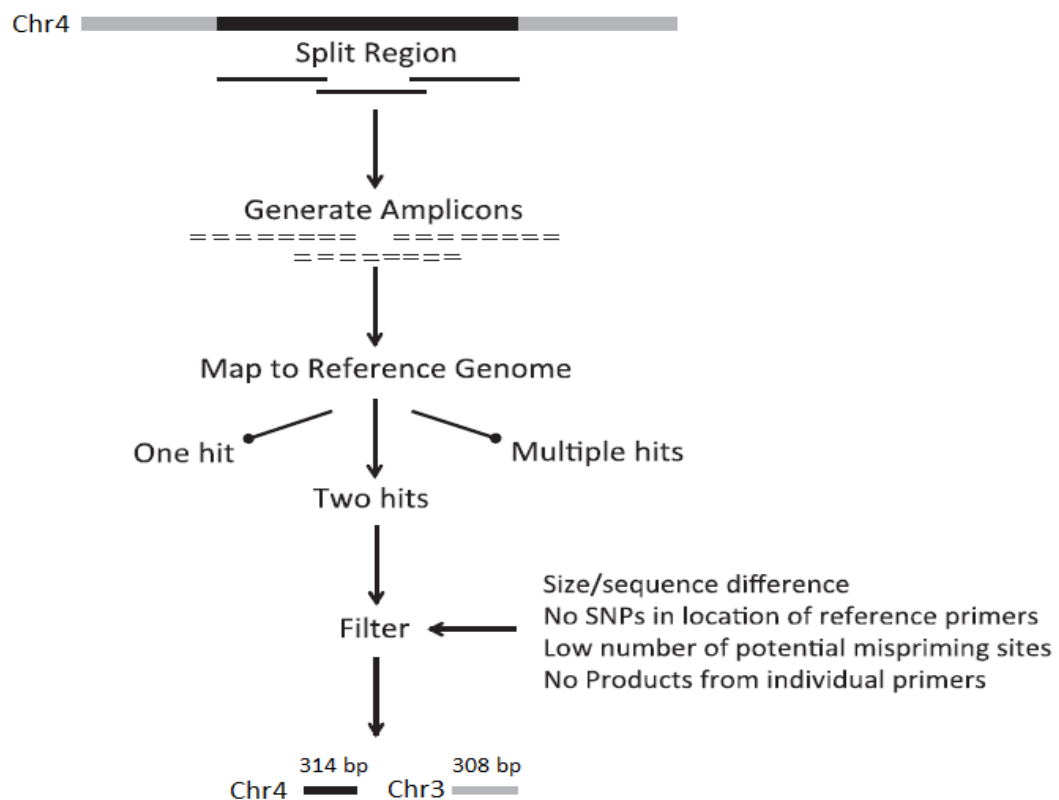 Chr4
Split Region
Generate Amplicons
Map to Reference Genome
One hit
Multiple hits
Two hits
Size/sequence difference
No SNPs in location of reference primers
Low number of potential mispriming sites
No Products from individual primers
Filter
314 bp
308 bp
Chr4
Chr3